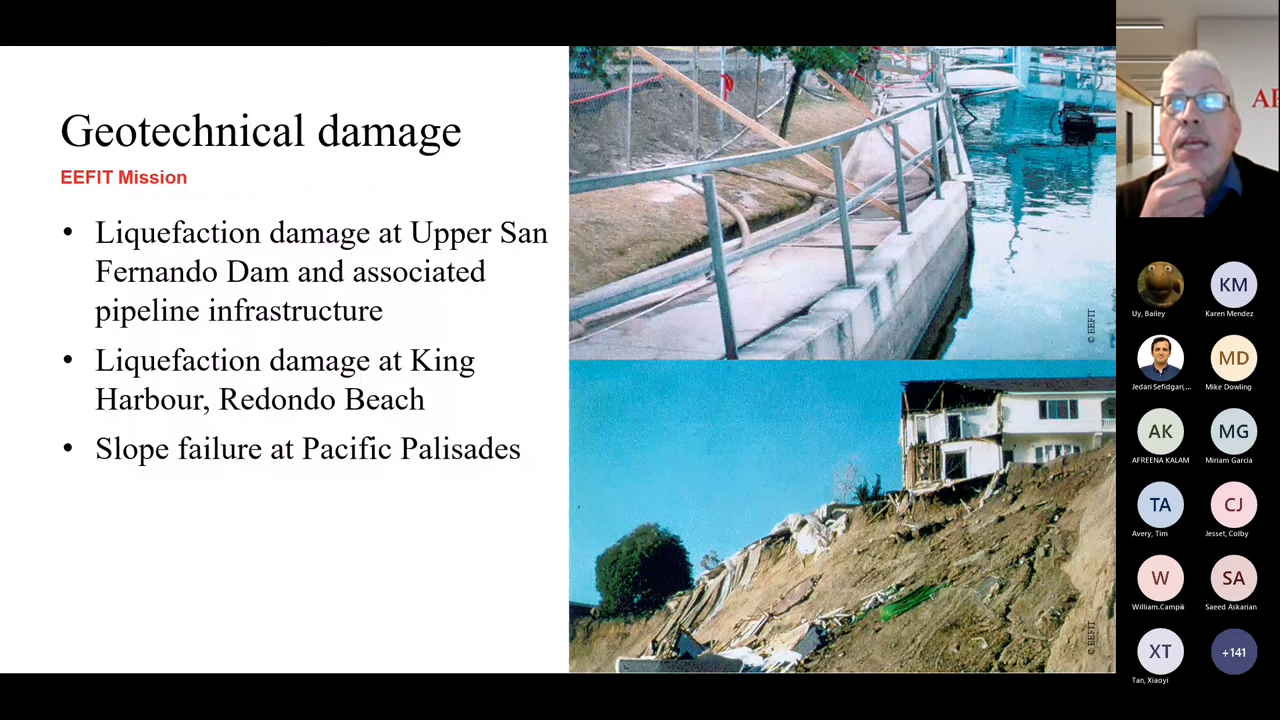 Geotechnical damage
EEFIT Mission
• Liquefaction damage at Upper San
Fernando Dam and associated
pipeline infrastructure
• Liquefaction damage at King
Harbour, Redondo Beach
• Slope failure at Pacific Palisades
© EEFIT
© EEFIT
Uy, Bailey
KM
Karen Mendez
Jedari Sefidgari,...
MD
Mike Dowling
AK
AFREENA KALAM
MG
Miriam Garcia
TA
Avery, Tim
CJ
Jesset, Colby
W
SA
Saeed Askarian
XT
Tan, Xiaoyi
+141